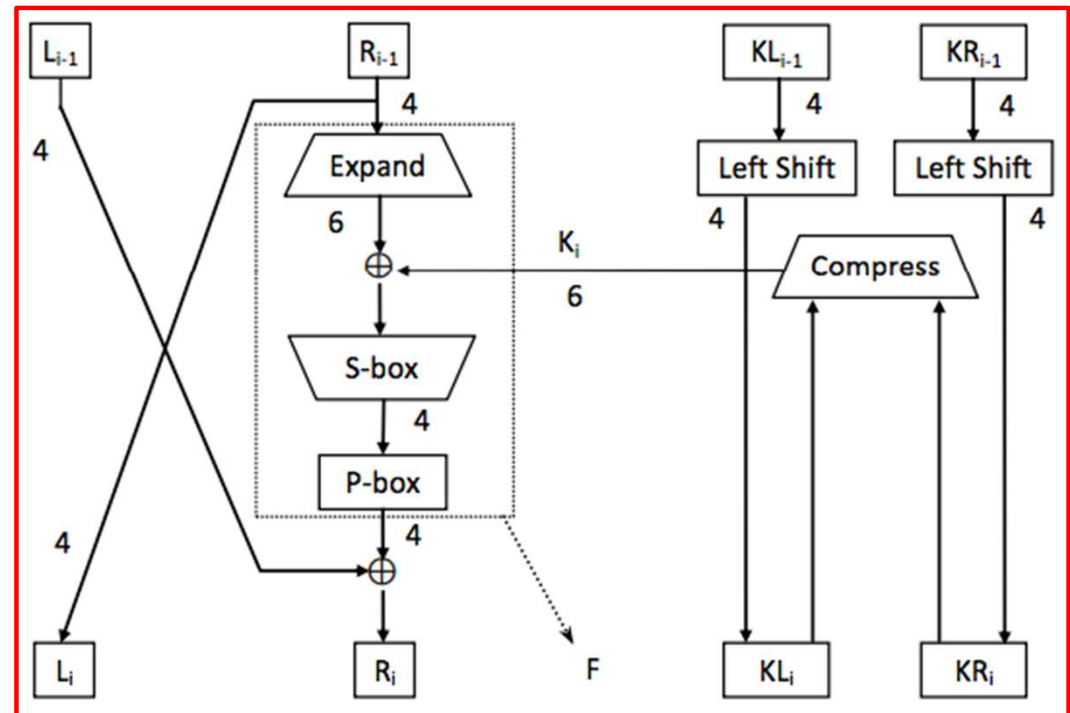 Lᵢ₋₁ Rᵢ₋₁ KLᵢ₋₁ KRᵢ₋₁
4 4 4
4 Expand Left Shift Left Shift
6 4 4
Kᵢ Compress
6
S-box
4
P-box
4 4
Lᵢ Rᵢ F KLᵢ KRᵢ